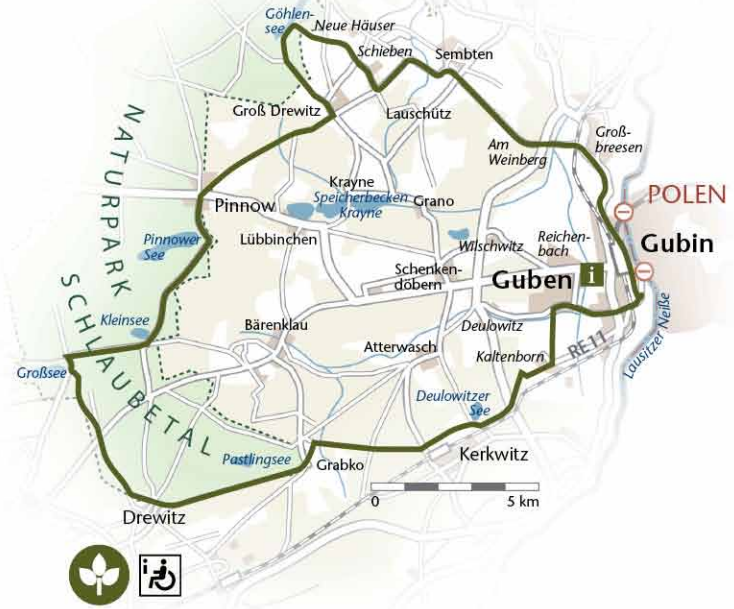 Göhlen-
see
Neue Häuser
Schieben
Sembten
Groß Drewitz
Lauschütz
Groß-
breesen
Am
Weinberg
NATURPARK
SCHLAUBETAL
Krayne
Speicherbecken
Krayne
Grano
POLEN
Pinnow
Pinnower
See
Lübbinchen
Wilschwitz
Reichen-
bach
Gubin
Schenken-
döbern
Guben
i
Kleinsee
Bärenklau
Deulowitz
Lausitzer Neiße
Atterwasch
Kaltenborn
RE11
Großsee
Deulowitzer
See
Pastlingsee
Grabko
Kerkwitz
0
5 km
Drewitz
i